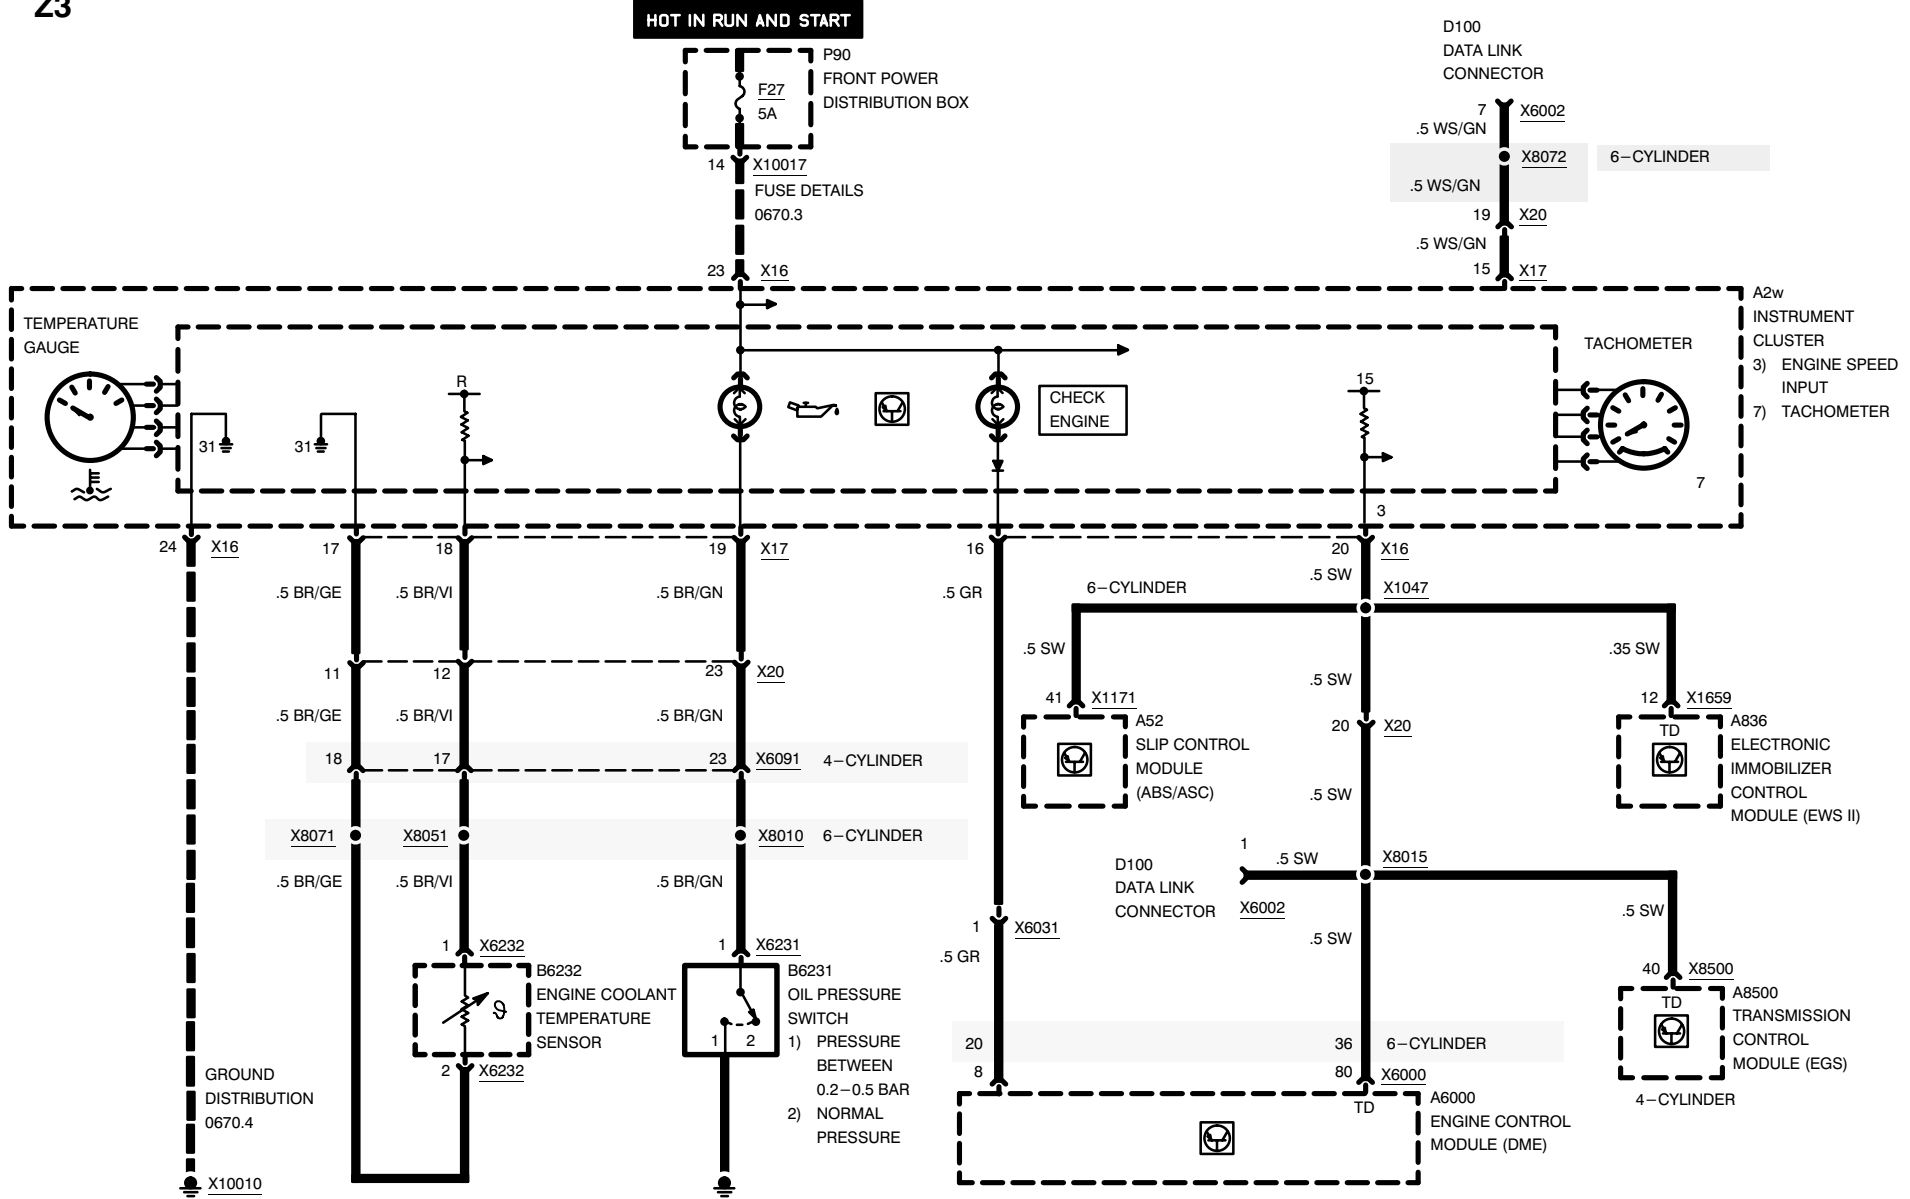 Z3
HOT IN RUN AND START
P90
FRONT POWER
DISTRIBUTION BOX
F27
5A
14 X10017
FUSE DETAILS
0670.3
23 X16
D100
DATA LINK
CONNECTOR
7 X6002
.5 WS/GN
X8072 6-CYLINDER
.5 WS/GN
19 X20
.5 WS/GN
15 X17
A2w
INSTRUMENT
CLUSTER
3) ENGINE SPEED
INPUT
7) TACHOMETER
TEMPERATURE
GAUGE
31
31
R
CHECK
ENGINE
15
TACHOMETER
7
3
24 X16
17
18
19 X17
16
20 X16
.5 BR/GE
.5 BR/VI
.5 BR/GN
.5 GR
.5 SW
6-CYLINDER
X1047
.5 SW
.5 SW
.35 SW
11
12
23 X20
41 X1171
12 X1659
.5 BR/GE
.5 BR/VI
.5 BR/GN
20 X20
A52
SLIP CONTROL
MODULE
(ABS/ASC)
TD
A836
ELECTRONIC
IMMOBILIZER
CONTROL
MODULE (EWS II)
18
17
23 X6091 4-CYLINDER
.5 SW
X8071
X8051
X8010 6-CYLINDER
.5 BR/GE
.5 BR/VI
.5 BR/GN
D100
DATA LINK
CONNECTOR
1
.5 SW
X6002
X8015
.5 SW
.5 SW
1 X6031
.5 GR
1 X6232
B6232
ENGINE COOLANT
TEMPERATURE
SENSOR
ϑ
2 X6232
1 X6231
B6231
OIL PRESSURE
SWITCH
1) PRESSURE
BETWEEN
0.2-0.5 BAR
2) NORMAL
PRESSURE
1 2
40 X8500
TD
A8500
TRANSMISSION
CONTROL
MODULE (EGS)
4-CYLINDER
20
36 6-CYLINDER
8
80 X6000
TD
A6000
ENGINE CONTROL
MODULE (DME)
GROUND
DISTRIBUTION
0670.4
X10010